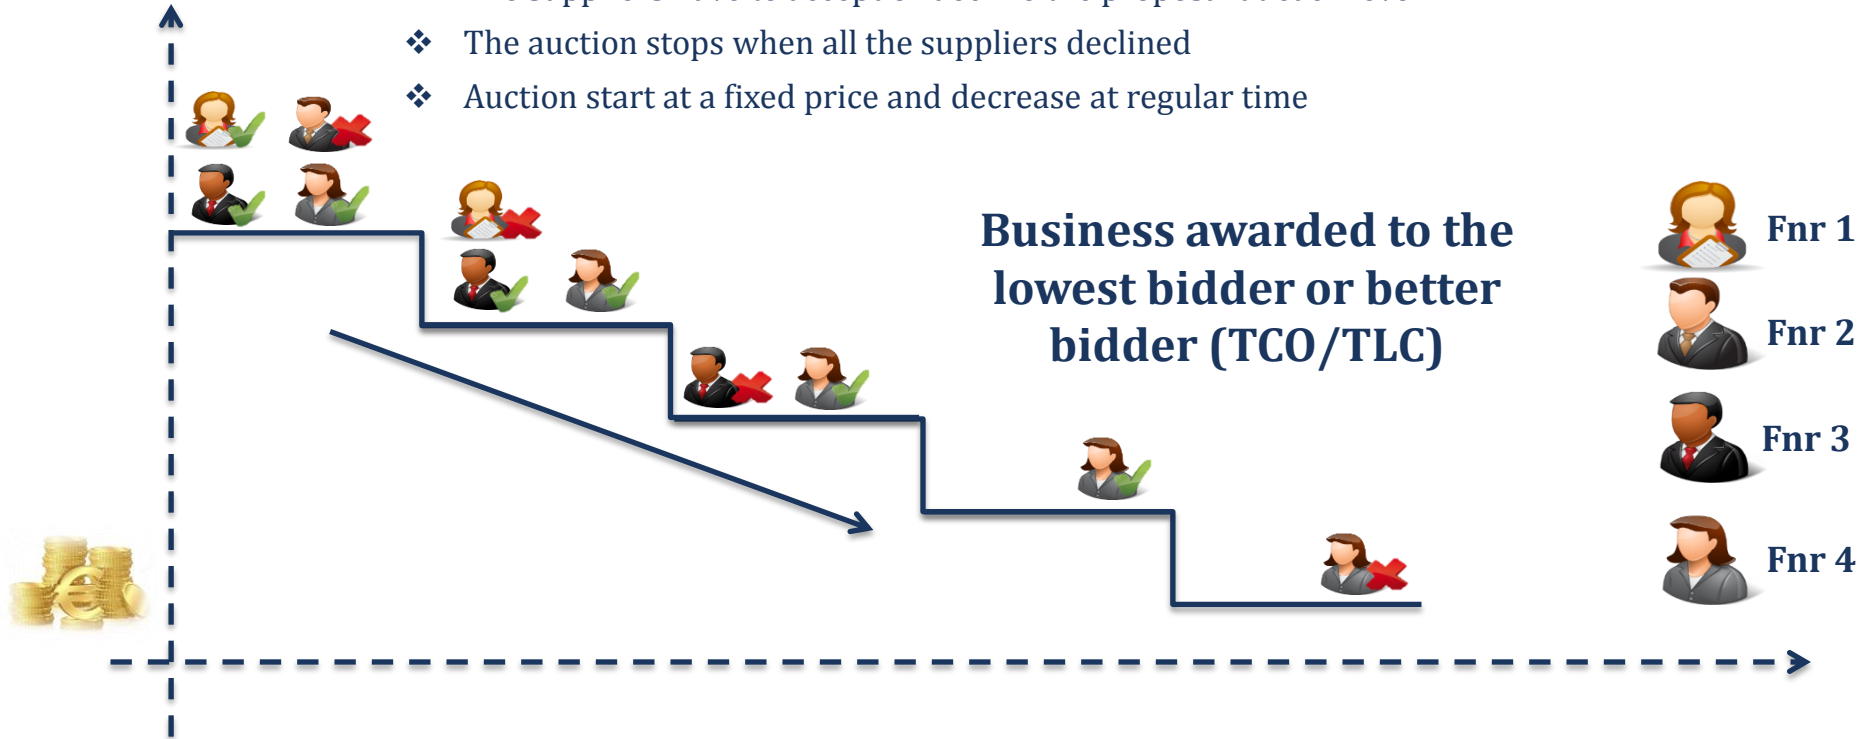 ❖ The auction stops when all the suppliers declined
❖ Auction start at a fixed price and decrease at regular time
Business awarded to the
lowest bidder or better
bidder (TCO/TLC)
Fnr 1
Fnr 2
Fnr 3
Fnr 4